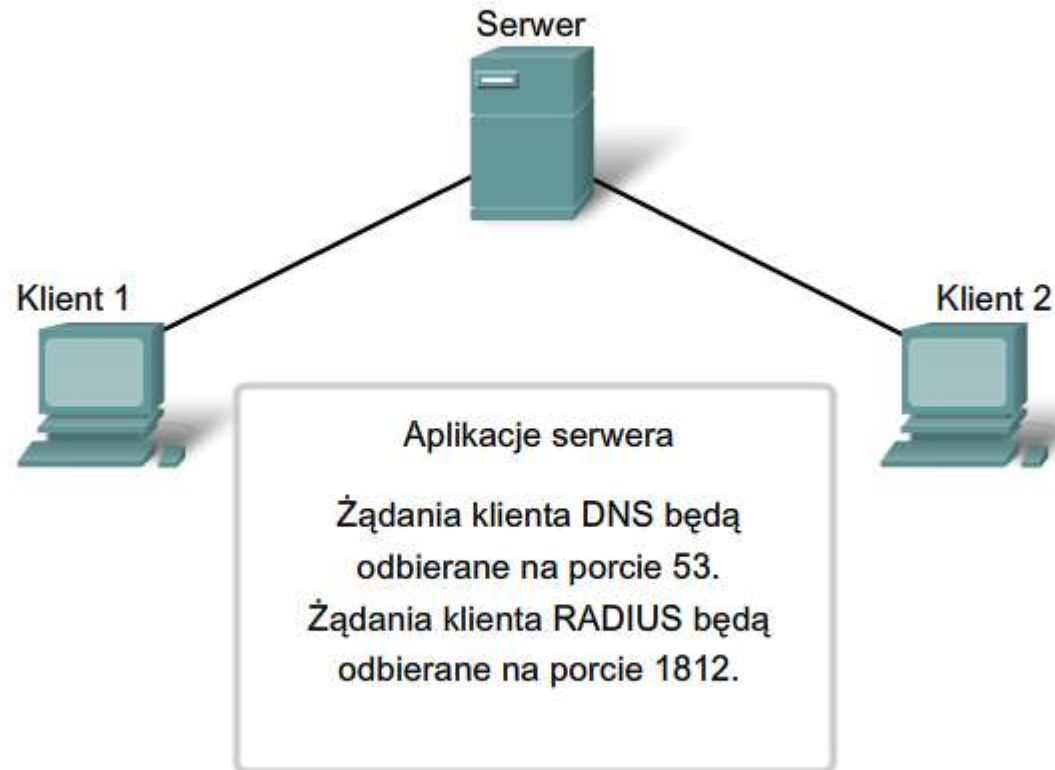 Serwer
Klient 1
Klient 2
Aplikacje serwera
Żądania klienta DNS będą
odbierane na porcie 53.
Żądania klienta RADIUS będą
odbierane na porcie 1812.